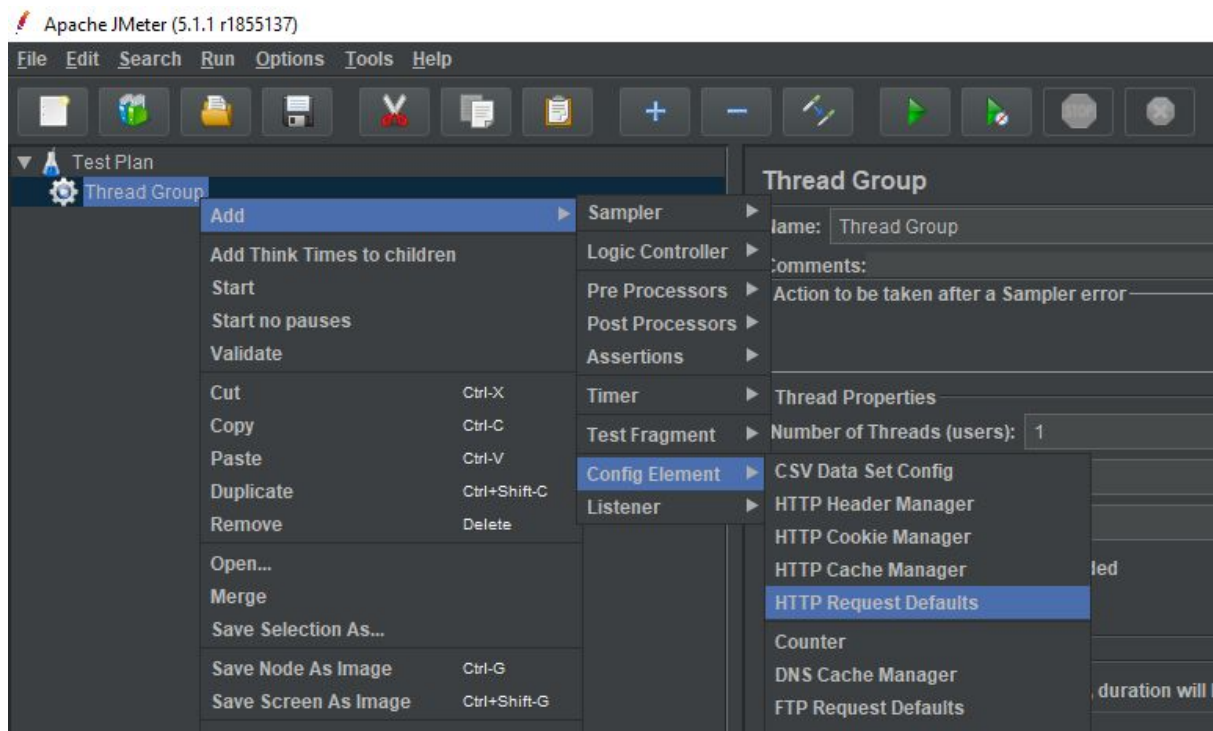 Apache JMeter (5.1.1 r1855137)
File Edit Search Run Options Tools Help
STOP
Test Plan
Thread Group
Add
Add Think Times to children
Start
Start no pauses
Validate
Cut Ctrl-X
Copy Ctrl-C
Paste Ctrl-V
Duplicate Ctrl+Shift-C
Remove Delete
Open...
Merge
Save Selection As...
Save Node As Image Ctrl-G
Save Screen As Image Ctrl+Shift-G
Sampler
Logic Controller
Pre Processors
Post Processors
Assertions
Timer
Test Fragment
Config Element
Listener
CSV Data Set Config
HTTP Header Manager
HTTP Cookie Manager
HTTP Cache Manager
HTTP Request Defaults
Counter
DNS Cache Manager
FTP Request Defaults
Thread Group
Name: Thread Group
Comments:
Action to be taken after a Sampler error
Thread Properties
Number of Threads (users): 1
, duration will